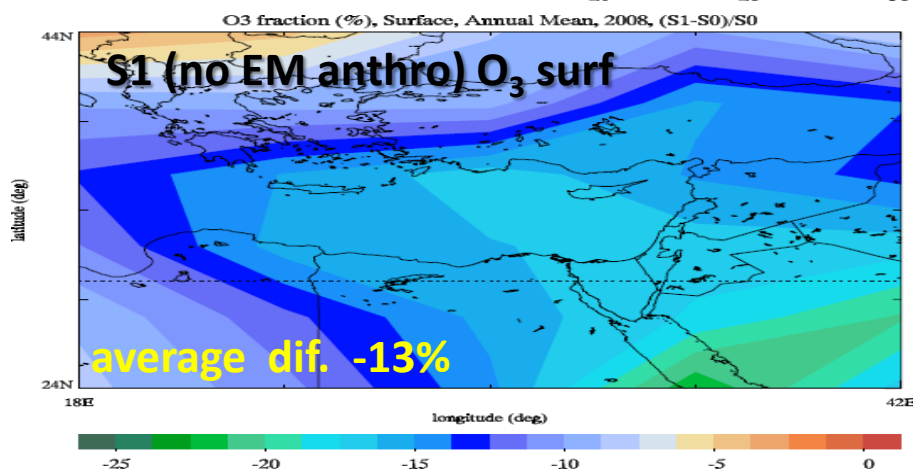 O3 fraction (%), Surface, Annual Mean, 2008, (S1-S0)/S0
44N
S1 (no EM anthro) O₃ surf
latitude (deg)
average dif. -13%
24N
18E
42E
longitude (deg)
-25 -20 -15 -10 -5 0